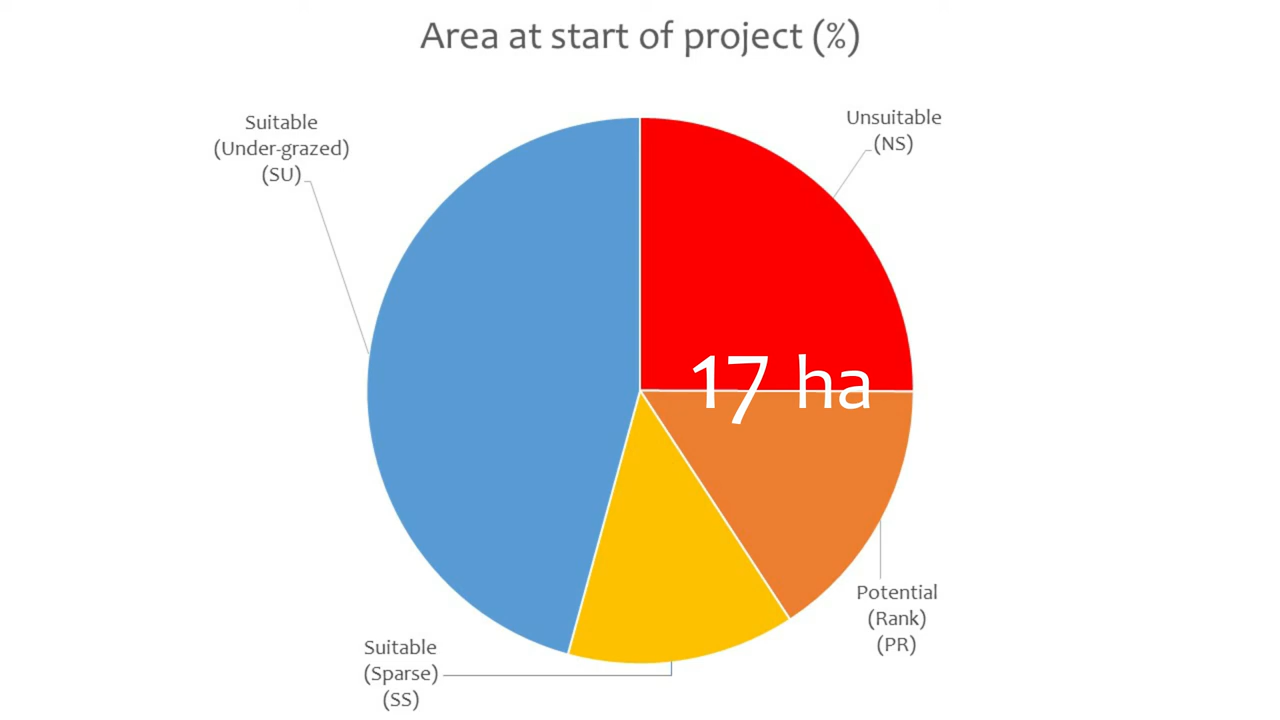 Area at start of project (%)
Suitable
(Under-grazed)
(SU)
Unsuitable
(NS)
17 ha
Potential
(Rank)
(PR)
Suitable
(Sparse)
(SS)